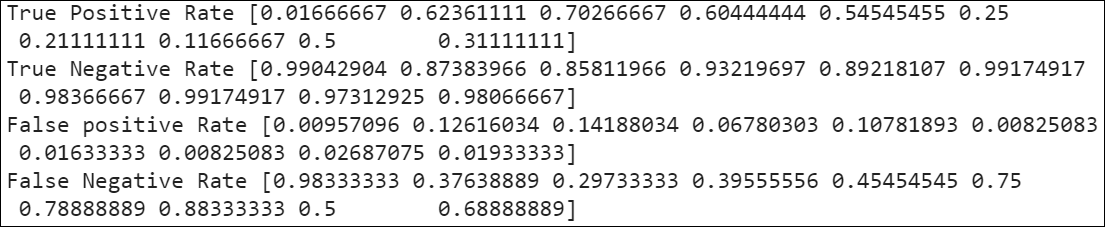 True Positive Rate [0.01666667 0.62361111 0.70266667 0.60444444 0.54545455 0.25
 0.21111111 0.11666667 0.5        0.31111111]
True Negative Rate [0.99042904 0.87383966 0.85811966 0.93219697 0.89218107 0.99174917
 0.98366667 0.99174917 0.97312925 0.98066667]
False positive Rate [0.00957096 0.12616034 0.14188034 0.06780303 0.10781893 0.00825083
 0.01633333 0.00825083 0.02687075 0.01933333]
False Negative Rate [0.98333333 0.37638889 0.29733333 0.39555556 0.45454545 0.75
 0.78888889 0.88333333 0.5        0.68888889]